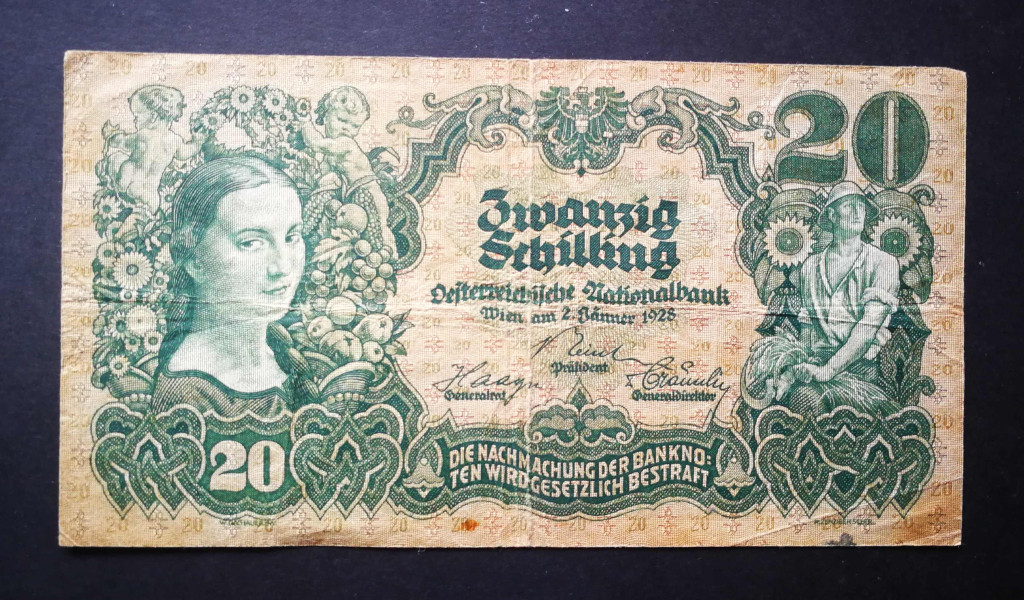 20
Zwanzig
Schilling
Oesterreichische Nationalbank
Wien am 2. Jänner 1928
Präsident
Generalrat
Generaldirektor
20
DIE NACHMACHUNG DER BANKNO:
TEN WIRD GESETZLICH BESTRAFT